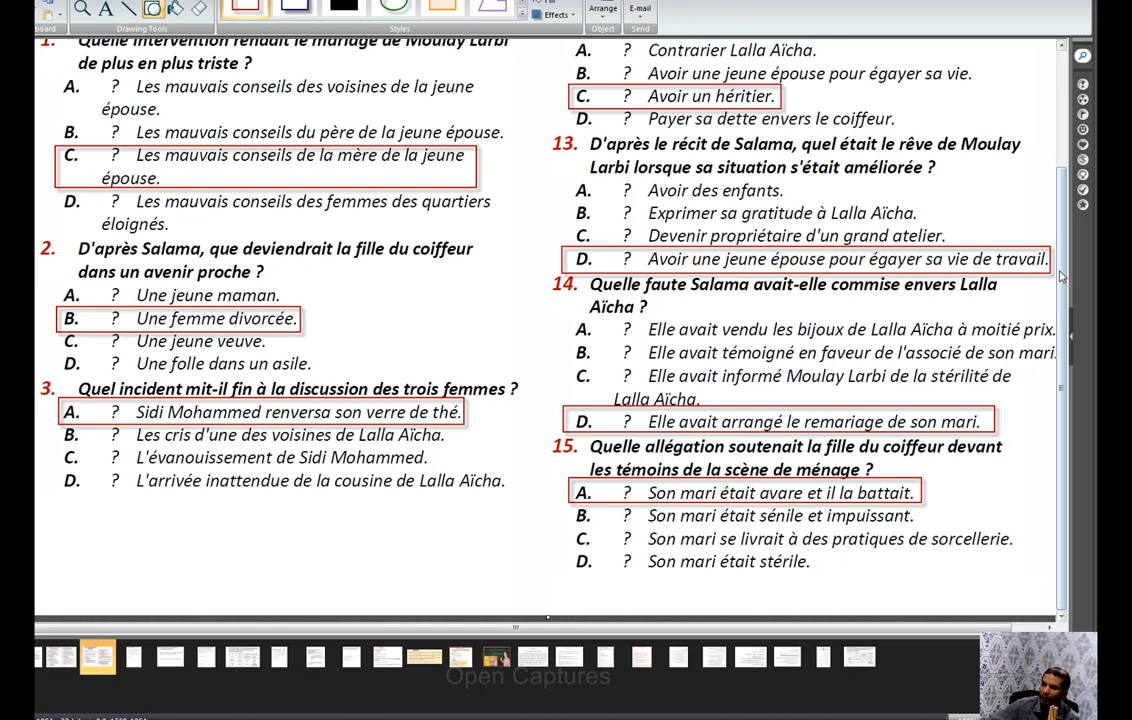 Arrange
E-mail
Effects
board
Drawing Tools
Styles
Object
Send
1. Quelle intervention rendait le mariage de Moulay Larbi
de plus en plus triste ?
A. ? Les mauvais conseils des voisines de la jeune
épouse.
B. ? Les mauvais conseils du père de la jeune épouse.
C. ? Les mauvais conseils de la mère de la jeune
épouse.
D. ? Les mauvais conseils des femmes des quartiers
éloignés.
2. D'après Salama, que deviendrait la fille du coiffeur
dans un avenir proche ?
A. ? Une jeune maman.
B. ? Une femme divorcée.
C. ? Une jeune veuve.
D. ? Une folle dans un asile.
3. Quel incident mit-il fin à la discussion des trois femmes ?
A. ? Sidi Mohammed renversa son verre de thé.
B. ? Les cris d'une des voisines de Lalla Aïcha.
C. ? L'évanouissement de Sidi Mohammed.
D. ? L'arrivée inattendue de la cousine de Lalla Aïcha.
A. ? Contrarier Lalla Aïcha.
B. ? Avoir une jeune épouse pour égayer sa vie.
C. ? Avoir un héritier.
D. ? Payer sa dette envers le coiffeur.
13. D'après le récit de Salama, quel était le rêve de Moulay
Larbi lorsque sa situation s'était améliorée ?
A. ? Avoir des enfants.
B. ? Exprimer sa gratitude à Lalla Aïcha.
C. ? Devenir propriétaire d'un grand atelier.
D. ? Avoir une jeune épouse pour égayer sa vie de travail.
14. Quelle faute Salama avait-elle commise envers Lalla
Aïcha ?
A. ? Elle avait vendu les bijoux de Lalla Aïcha à moitié prix.
B. ? Elle avait témoigné en faveur de l'associé de son mari.
C. ? Elle avait informé Moulay Larbi de la stérilité de
Lalla Aïcha.
D. ? Elle avait arrangé le remariage de son mari.
15. Quelle allégation soutenait la fille du coiffeur devant
les témoins de la scène de ménage ?
A. ? Son mari était avare et il la battait.
B. ? Son mari était sénile et impuissant.
C. ? Son mari se livrait à des pratiques de sorcellerie.
D. ? Son mari était stérile.
Open Captures